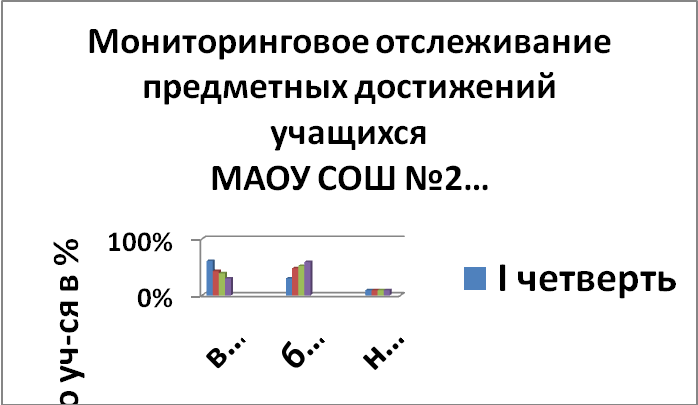 Мониторинговое отслеживание
предметных достижений
учащихся
МАОУ СОШ №2...
100%
0%
о уч-ся в %
в...
б...
н...
I четверть